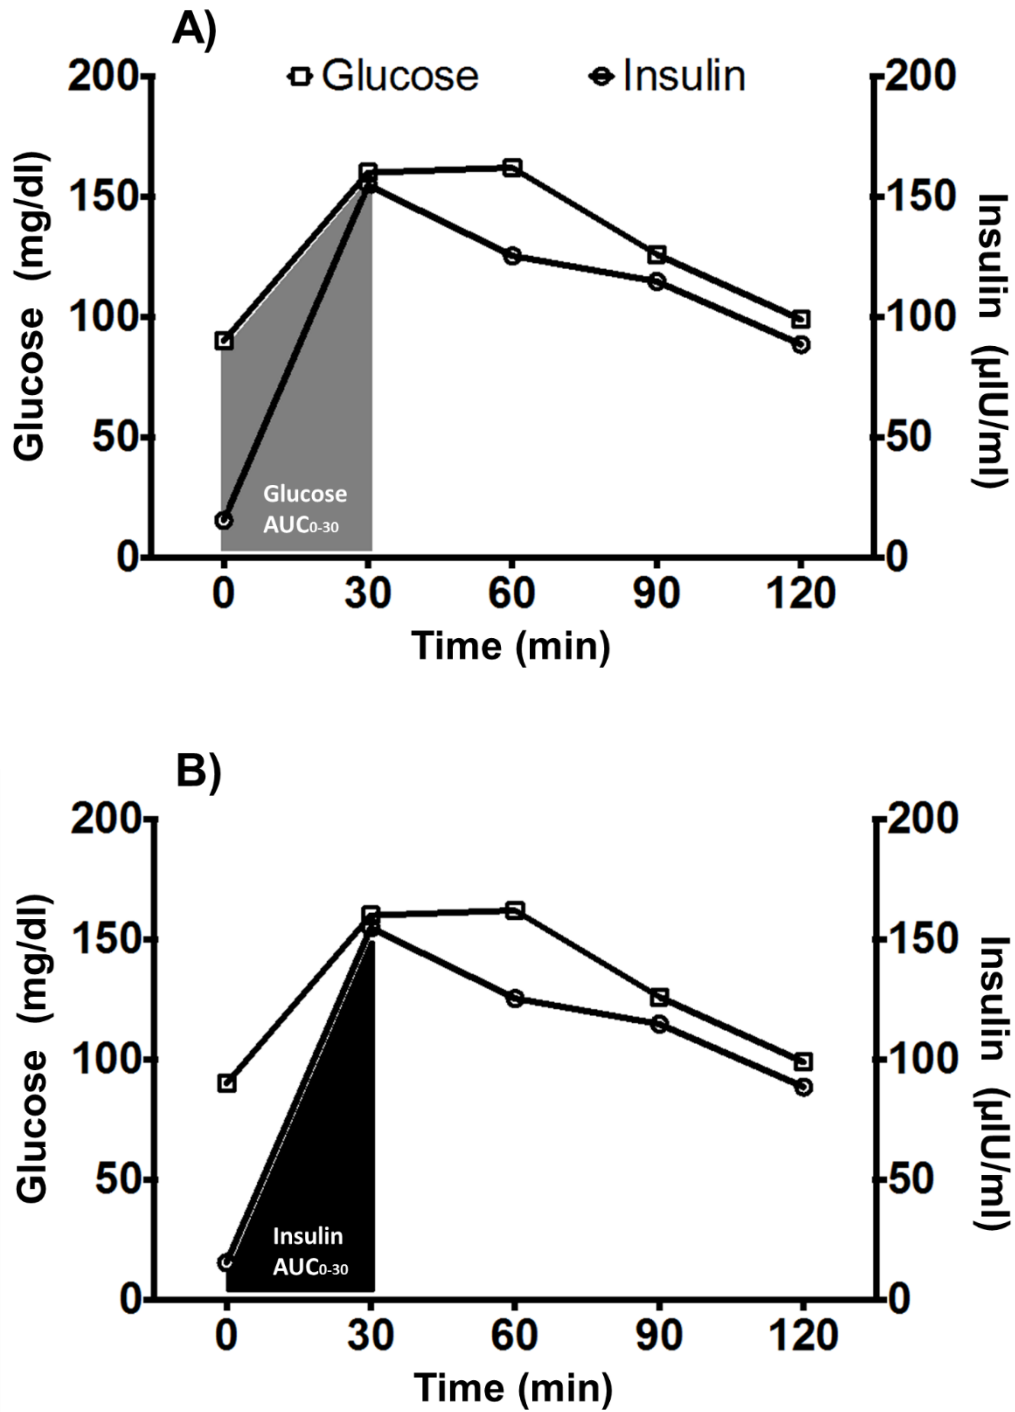 A)
Glucose Insulin
200 200
150 150
100 100
50 50
0 0
Glucose (mg/dl)
Insulin (µIU/ml)
Glucose
AUC0-30
0 30 60 90 120
Time (min)
B)
200 200
150 150
100 100
50 50
0 0
Glucose (mg/dl)
Insulin (µIU/ml)
Insulin
AUC0-30
0 30 60 90 120
Time (min)